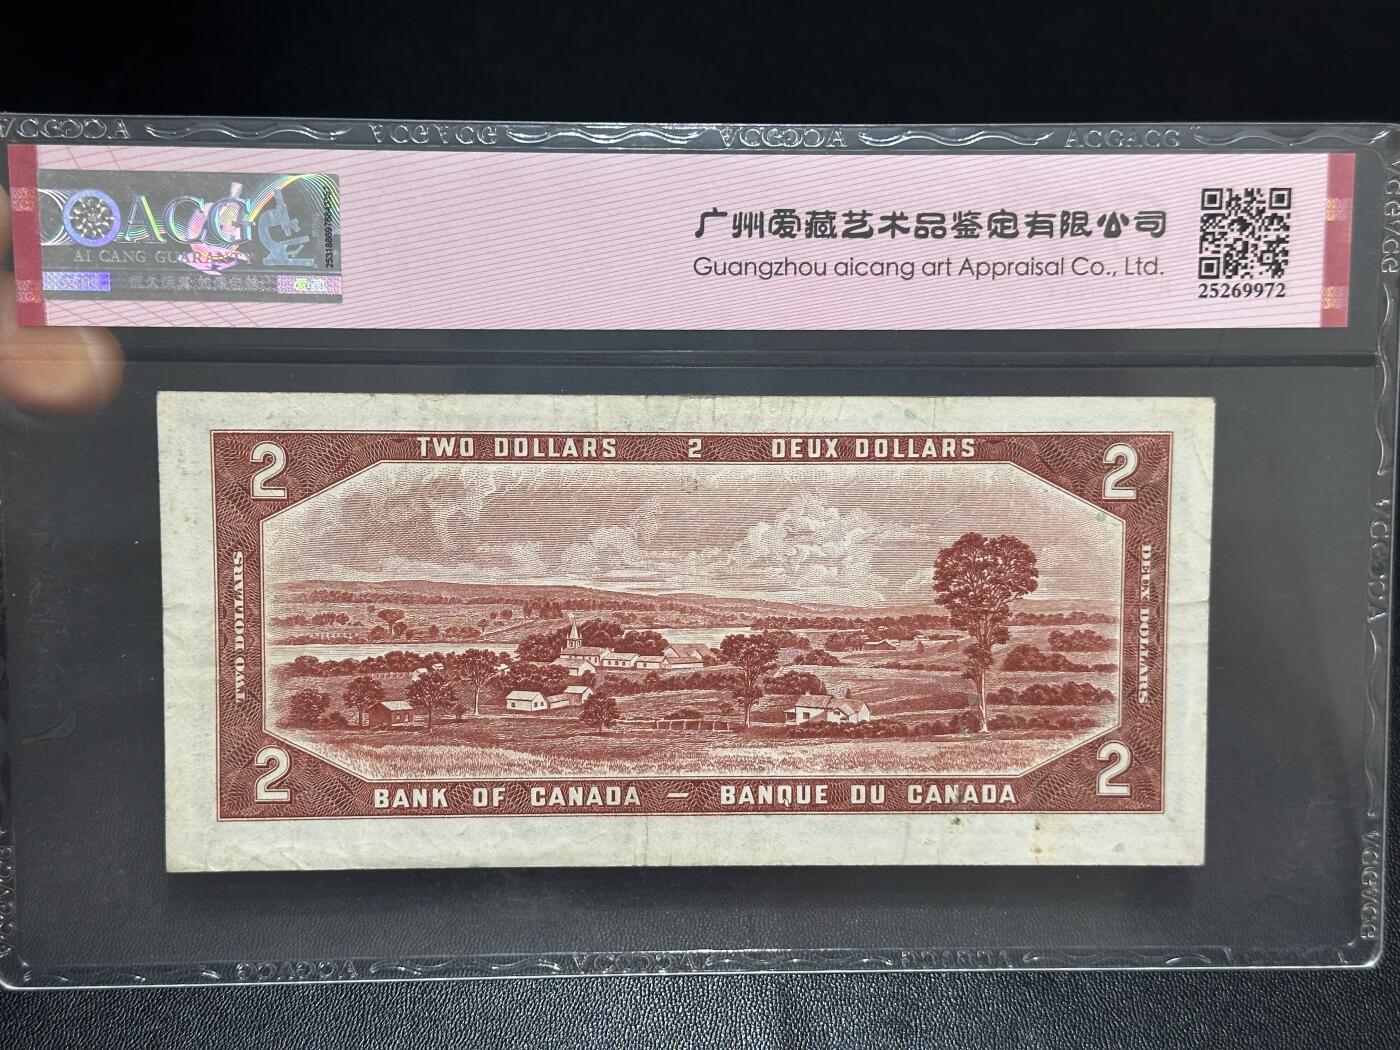 ACGACG
ACGACG
ACG
AI CANG GUARANTY
广州爱藏艺术品鉴定有限公司
Guangzhou aicang art Appraisal Co., Ltd.
25269972
TWO DOLLARS 2 DEUX DOLLARS
2 2
TWO DOLLARS
DEUX DOLLARS
2 2
BANK OF CANADA — BANQUE DU CANADA